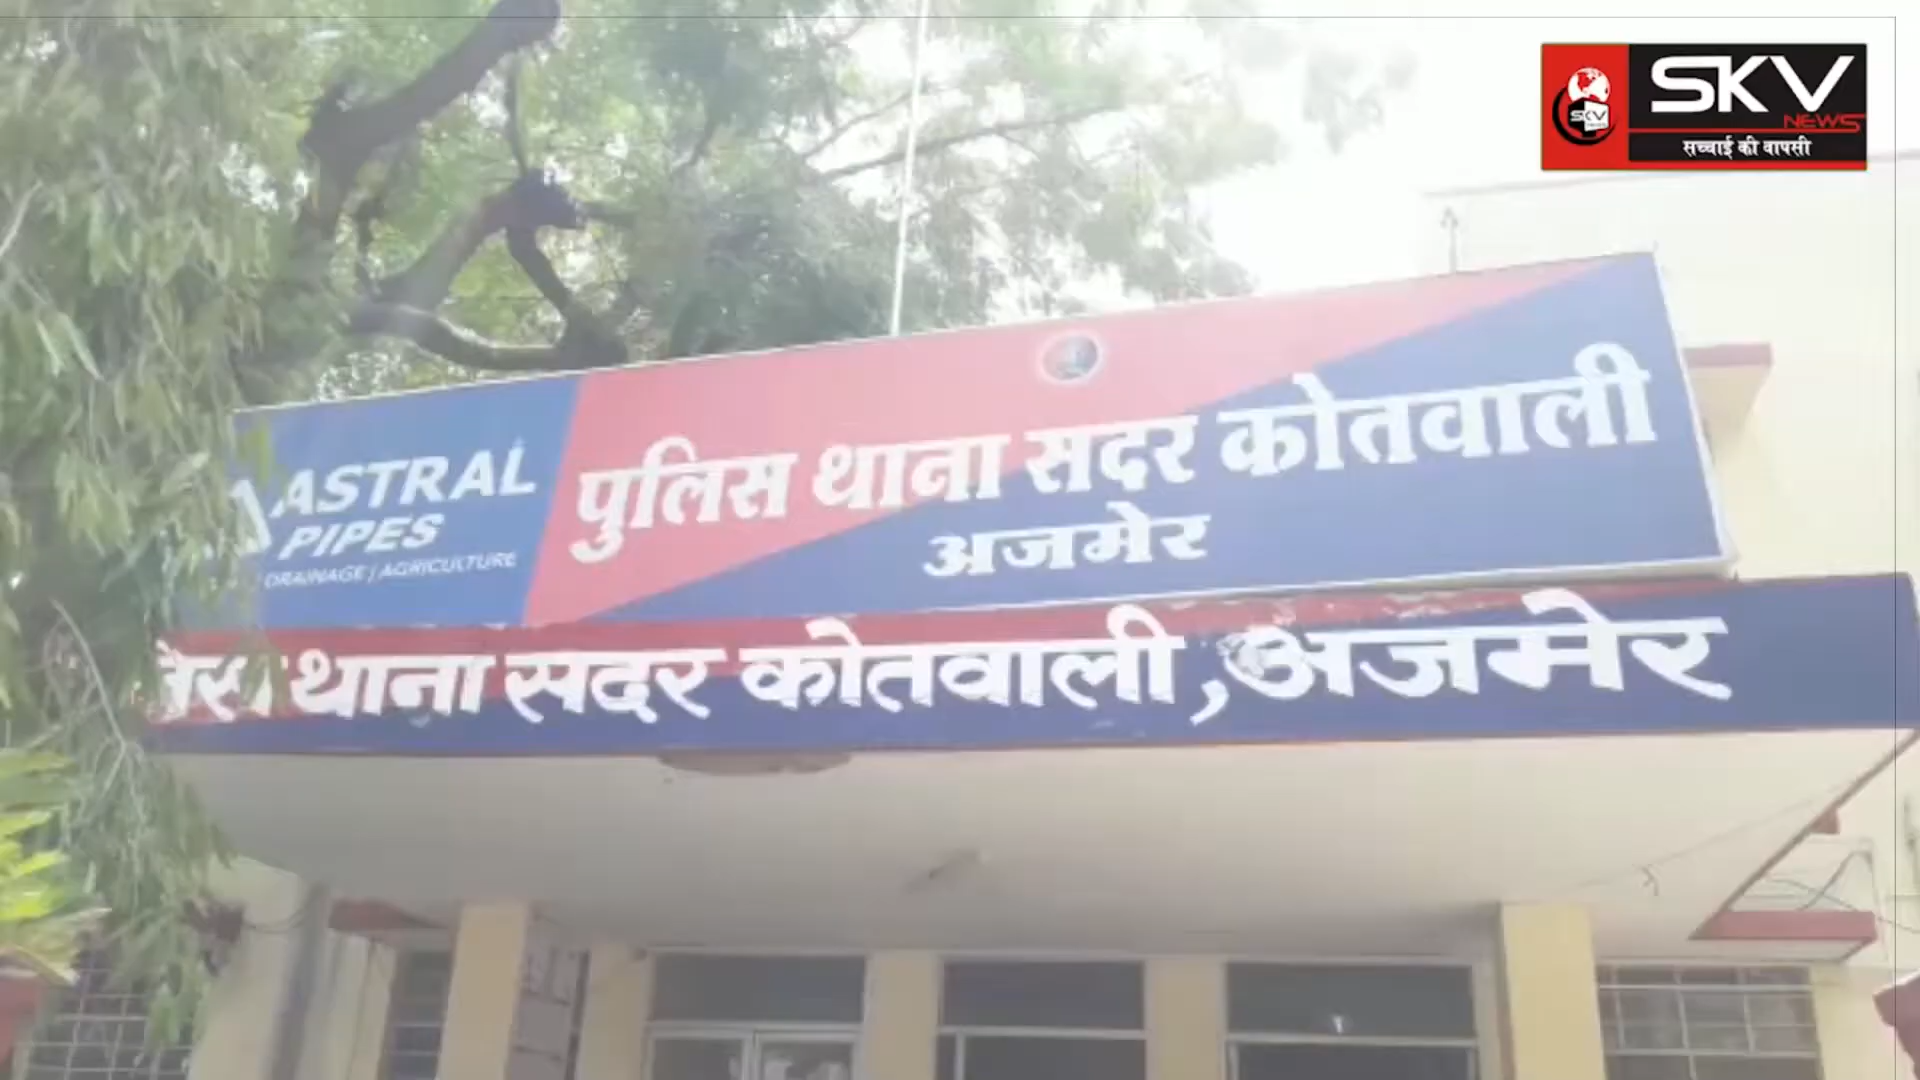 SKV
NEWS
सच्चाई की वापसी
ASTRAL
PIPES
DRAINAGE | AGRICULTURE
पुलिस थाना सदर कोतवाली
अजमेर
थाना सदर कोतवाली, अजमेर